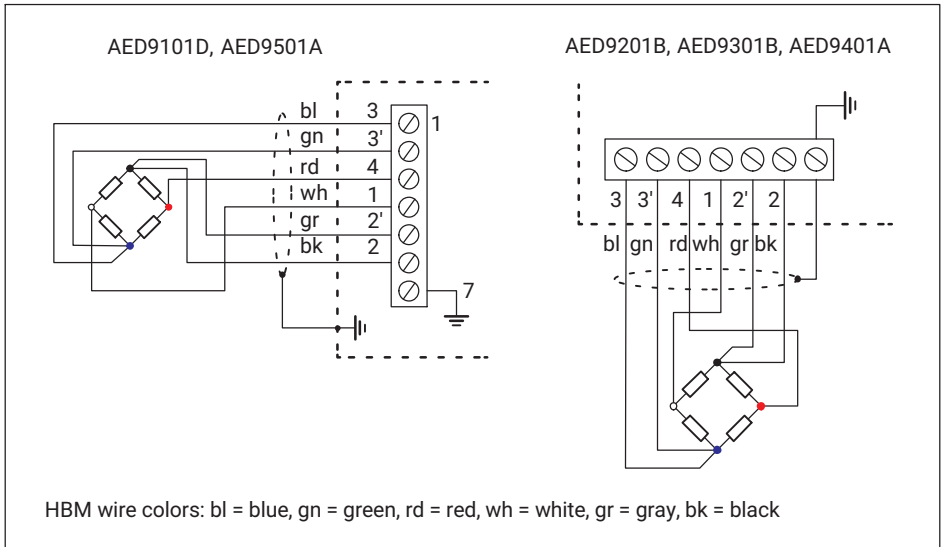 AED9101D, AED9501A
bl 3 1
gn 3'
rd 4
wh 1
gr 2'
bk 2
7
AED9201B, AED9301B, AED9401A
3 3' 4 1 2' 2
bl gn rd wh gr bk
HBM wire colors: bl = blue, gn = green, rd = red, wh = white, gr = gray, bk = black